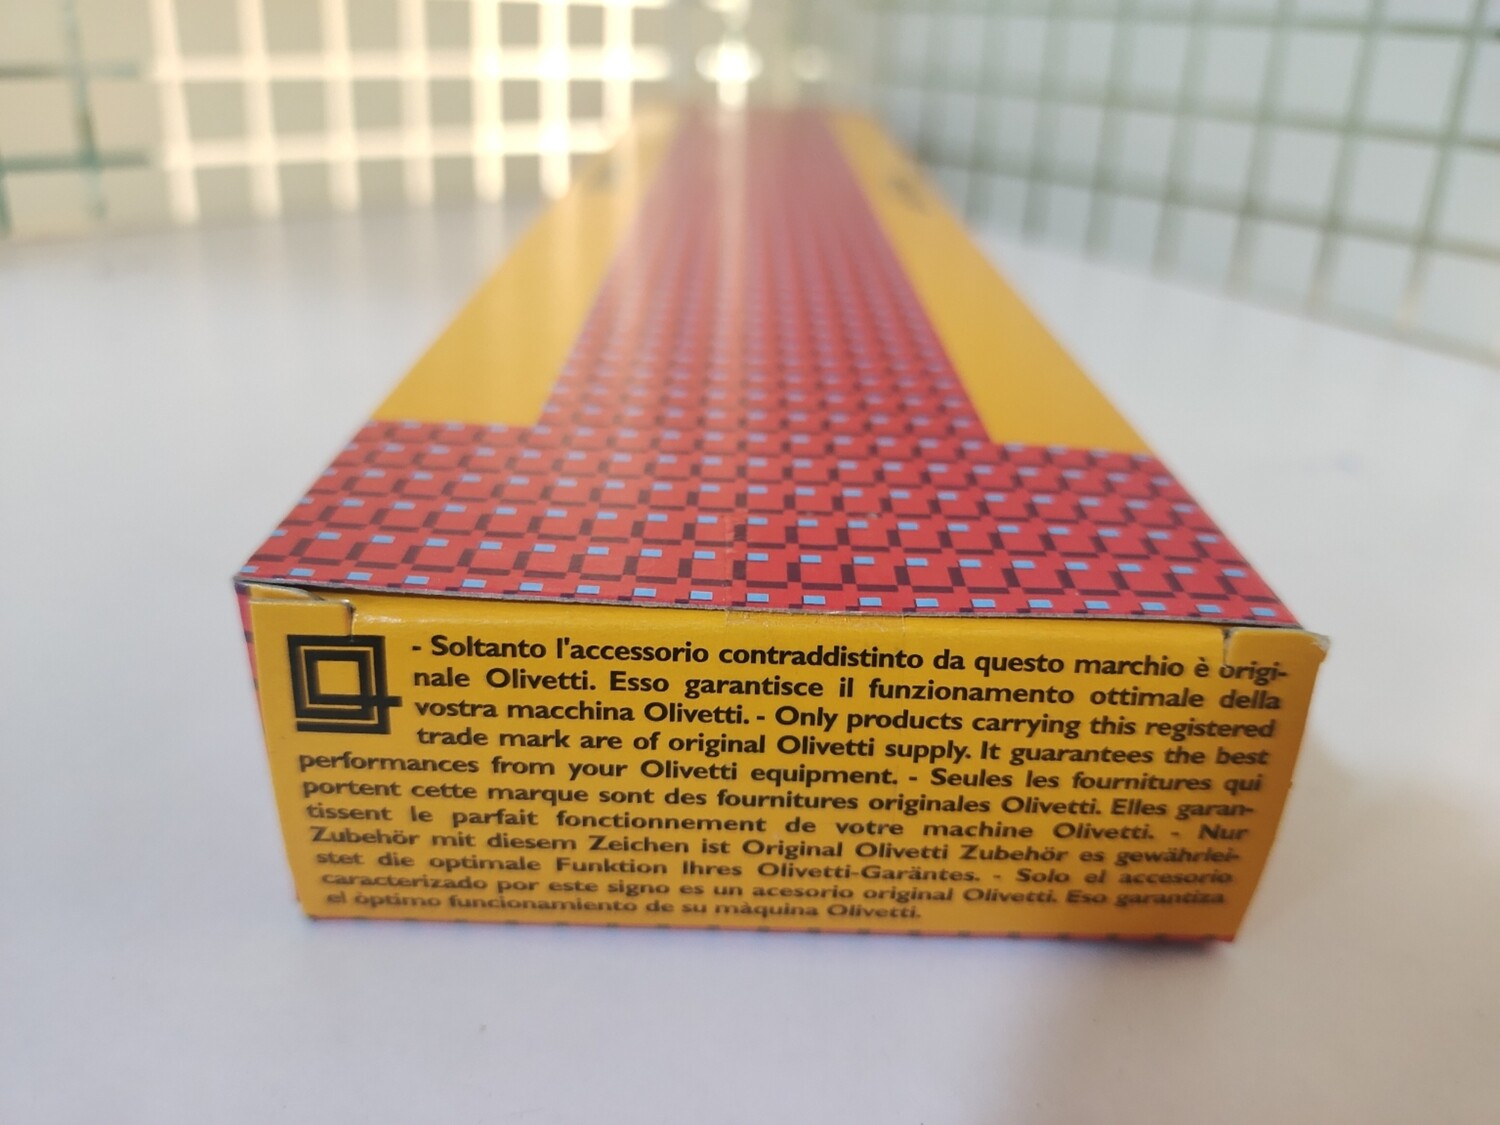 - Soltanto l'accessorio contraddistinto da questo marchio è origi-
nale Olivetti. Esso garantisce il funzionamento ottimale della
vostra macchina Olivetti. - Only products carrying this registered
trade mark are of original Olivetti supply. It guarantees the best
performances from your Olivetti equipment. - Seules les fournitures qui
portent cette marque sont des fournitures originales Olivetti. Elles garan-
tissent le parfait fonctionnement de votre machine Olivetti. - Nur
Zubehör mit diesem Zeichen ist Original Olivetti Zubehör es gewährlei-
stet die optimale Funktion Ihres Olivetti-Garäntes. - Solo el accesorio
caracterizado por este signo es un acesorio original Olivetti. Eso garantiza
el òptimo funcionamiento de su màquina Olivetti.